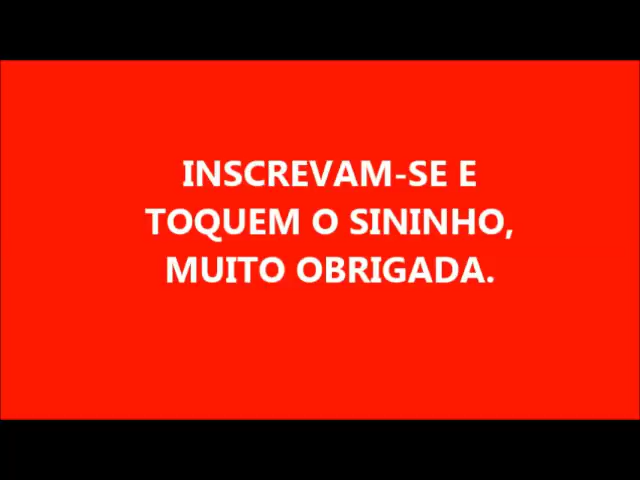 INSCREVAM-SE E
TOQUEM O SININHO,
MUITO OBRIGADA.